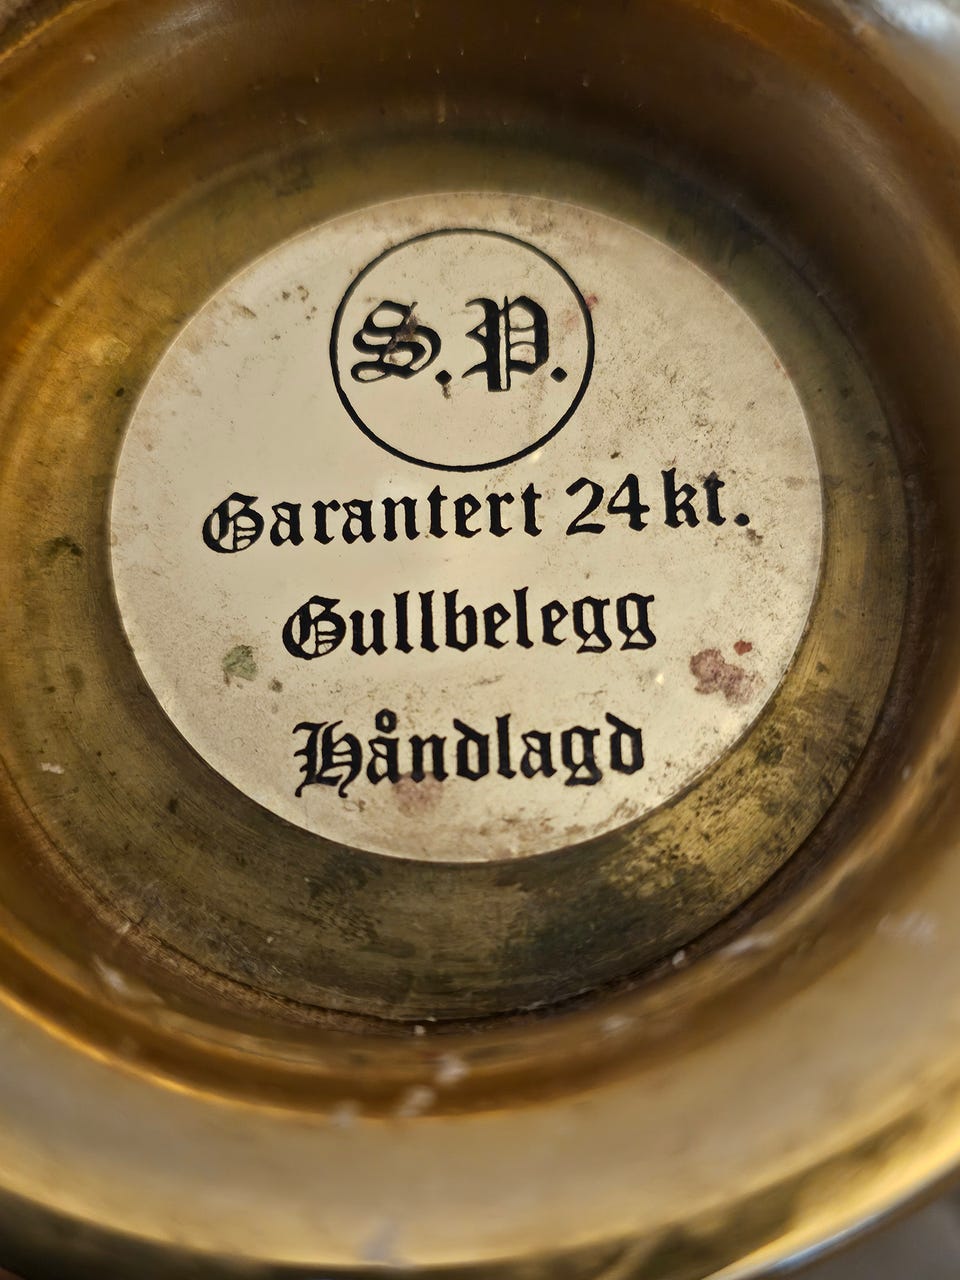 S.P.
Garantert 24 kt.
Gullbelegg
Håndlagd